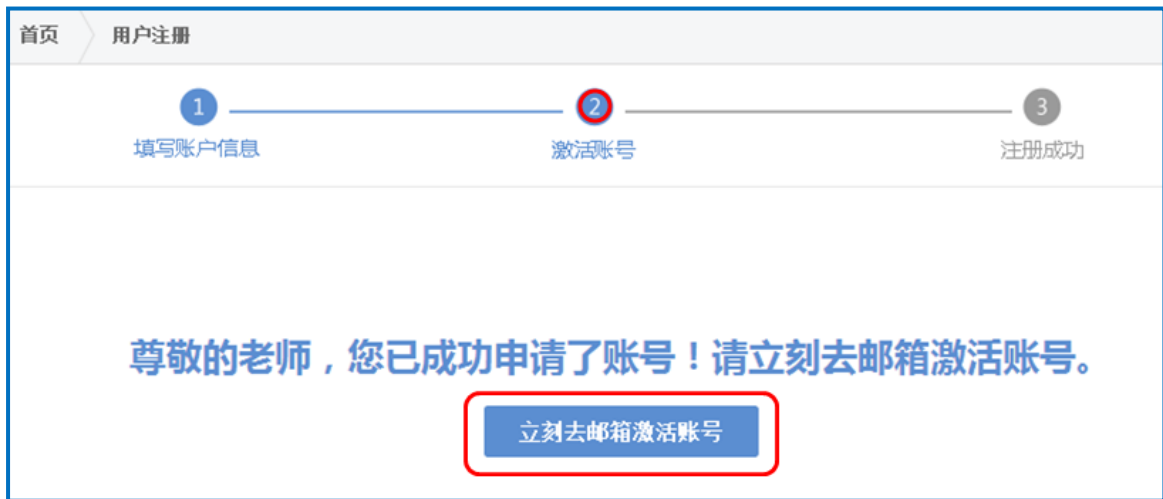 首页 用户注册
1 2 3
填写账户信息 激活账号 注册成功
尊敬的老师，您已成功申请了账号！请立刻去邮箱激活账号。
立刻去邮箱激活账号